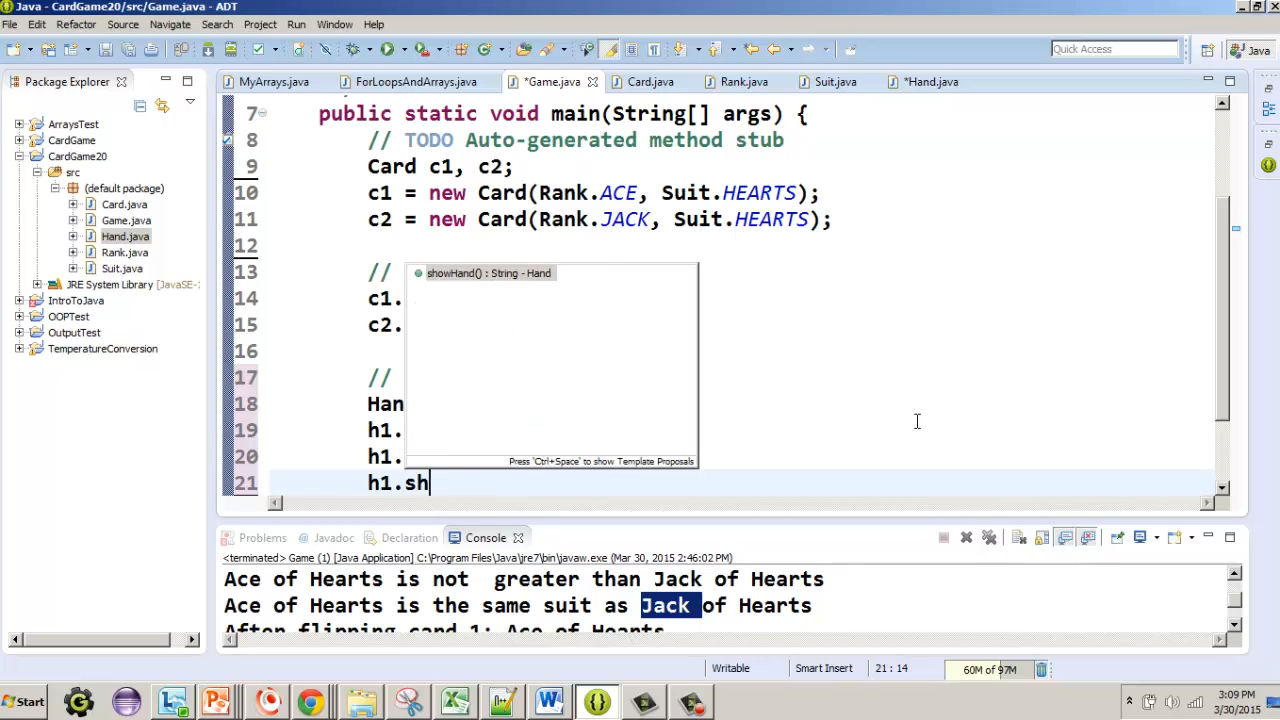 Java - CardGame20/src/Game.java - ADT
File Edit Refactor Source Navigate Search Project Run Window Help
Quick Access
Java
Package Explorer
MyArrays.java
ForLoopsAndArrays.java
*Game.java
Card.java
Rank.java
Suit.java
*Hand.java
ArraysTest
CardGame
CardGame20
src
(default package)
Card.java
Game.java
Hand.java
Rank.java
Suit.java
JRE System Library [JavaSE-
IntroToJava
OOPTest
OutputTest
TemperatureConversion
7 public static void main(String[] args) {
8 // TODO Auto-generated method stub
9 Card c1, c2;
10 c1 = new Card(Rank.ACE, Suit.HEARTS);
11 c2 = new Card(Rank.JACK, Suit.HEARTS);
12
13 //
14 c1.
15 c2.
16
17 //
18 Han
19 h1.
20 h1.
21 h1.sh
showHand() : String - Hand
Press 'Ctrl+Space' to show Template Proposals
Problems @ Javadoc Declaration Console
<terminated> Game (1) [Java Application] C:\Program Files\Java\jre7\bin\javaw.exe (Mar 30, 2015 2:46:02 PM)
Ace of Hearts is not  greater than Jack of Hearts
Ace of Hearts is the same suit as Jack of Hearts
After flipping card 1: Ace of Hearts
Writable Smart Insert 21 : 14 60M of 97M
Start
3:09 PM
3/30/2015